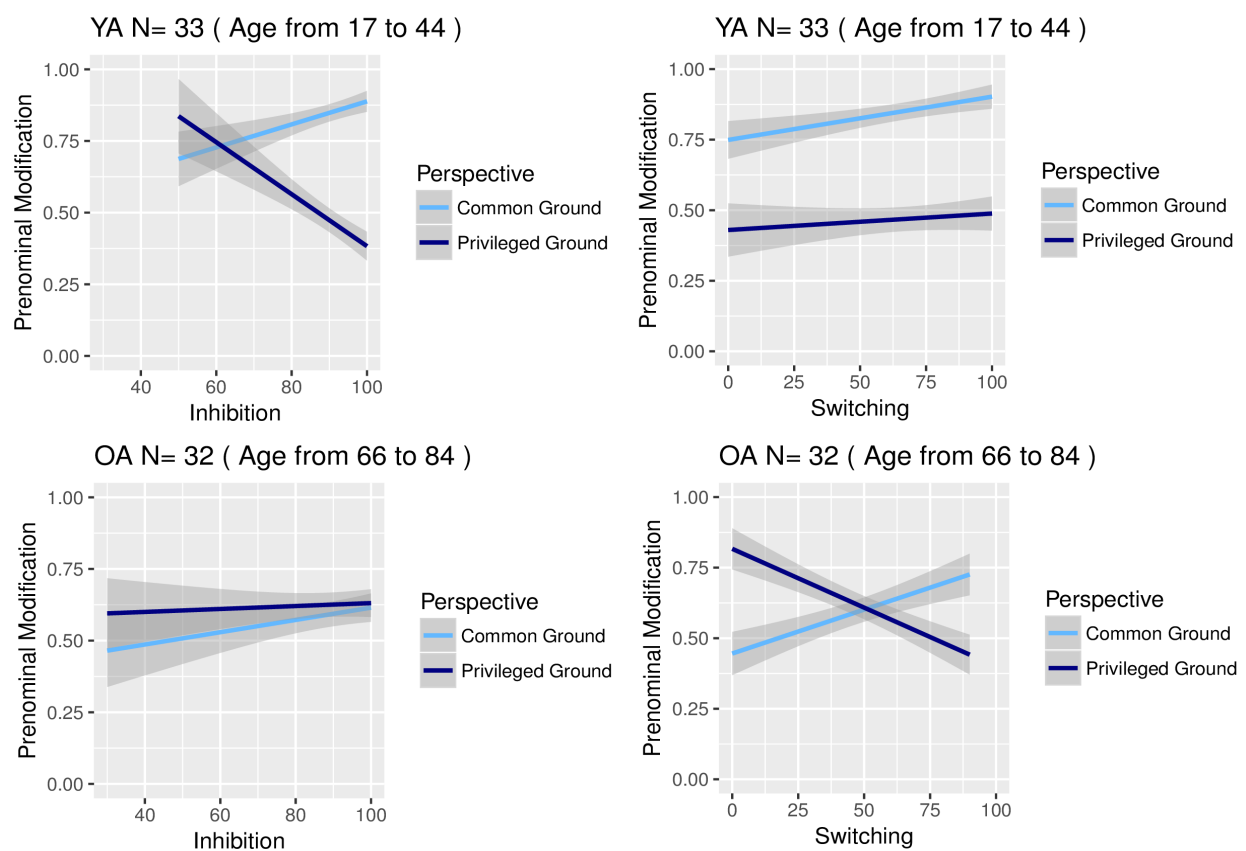 YA N= 33 ( Age from 17 to 44 )
Prenominal Modification
1.00
0.75
0.50
0.25
0.00
40 60 80 100
Inhibition
Perspective
Common Ground
Privileged Ground
YA N= 33 ( Age from 17 to 44 )
Prenominal Modification
1.00
0.75
0.50
0.25
0.00
0 25 50 75 100
Switching
Perspective
Common Ground
Privileged Ground
OA N= 32 ( Age from 66 to 84 )
Prenominal Modification
1.00
0.75
0.50
0.25
0.00
40 60 80 100
Inhibition
Perspective
Common Ground
Privileged Ground
OA N= 32 ( Age from 66 to 84 )
Prenominal Modification
1.00
0.75
0.50
0.25
0.00
0 25 50 75 100
Switching
Perspective
Common Ground
Privileged Ground